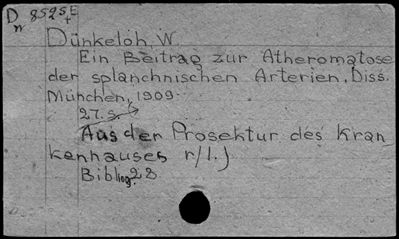 D 8525 E
n +
Dünkeloh, W.
Ein Beitrag zur Atheromatose
der splanchnischen Arterien, Diss.
München, 1909.
27. S.
Aus der Prosektur des Kran
kenhauses r/I.)
Bibliog. 28